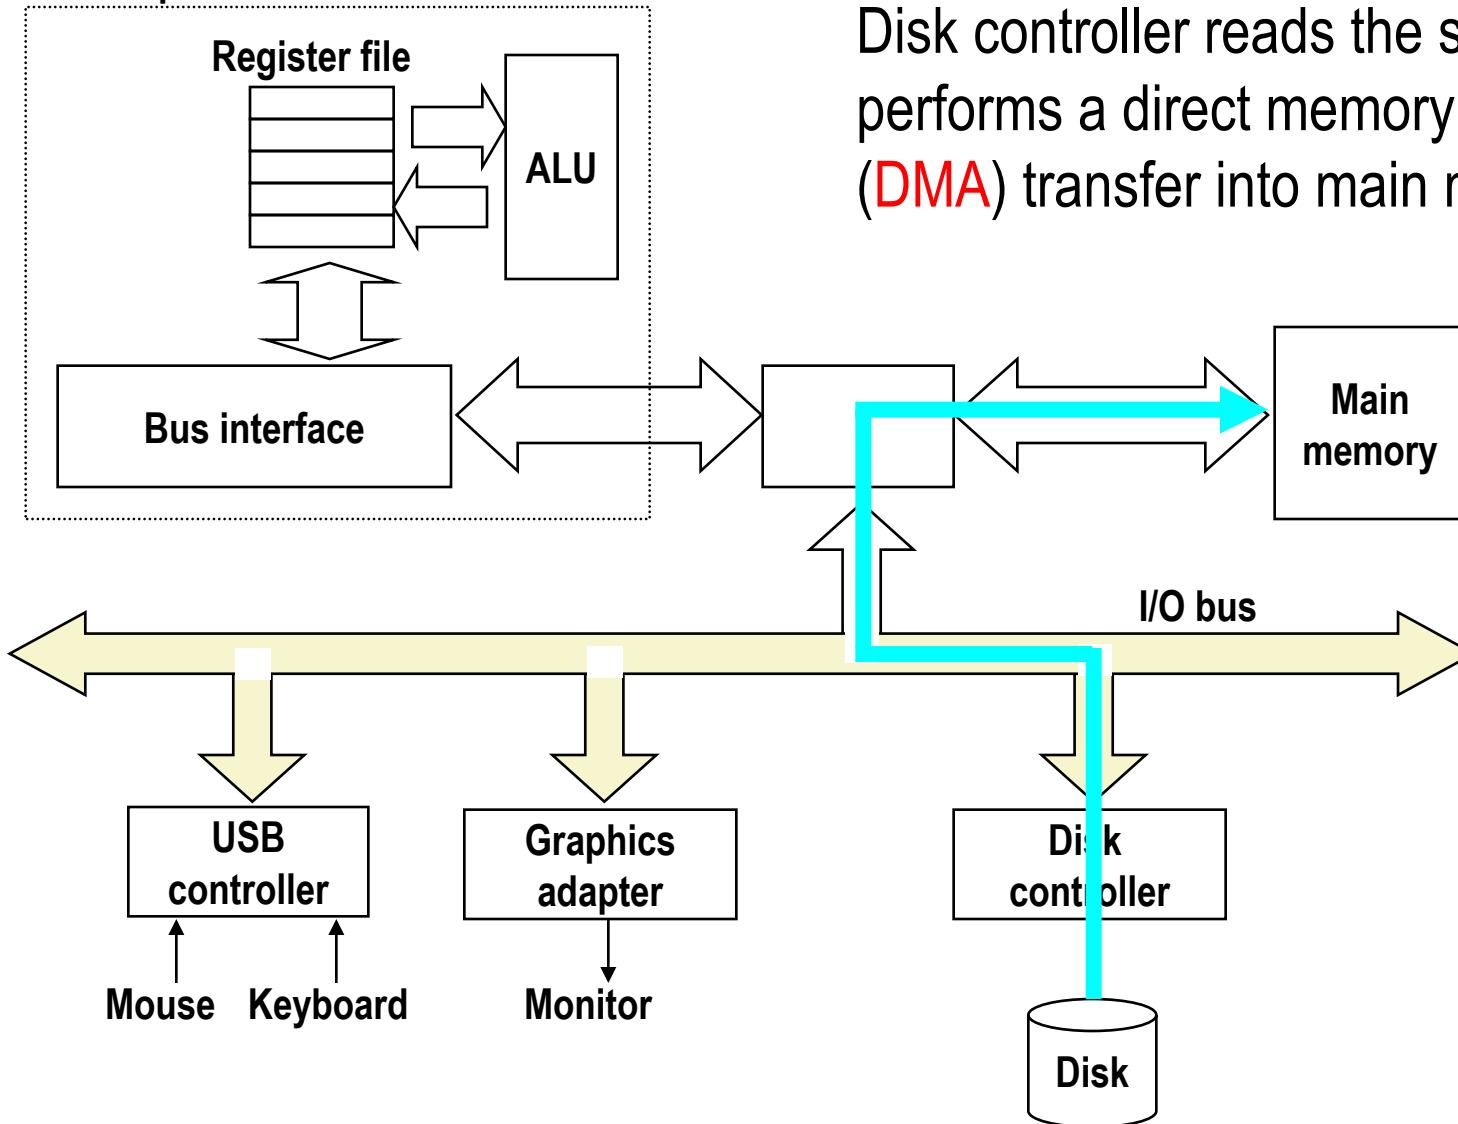 Disk controller reads the
performs a direct memory
(DMA) transfer into main
Register file
ALU
Bus interface
Main
memory
I/O bus
USB
controller
Graphics
adapter
Disk
controller
Mouse Keyboard
Monitor
Disk